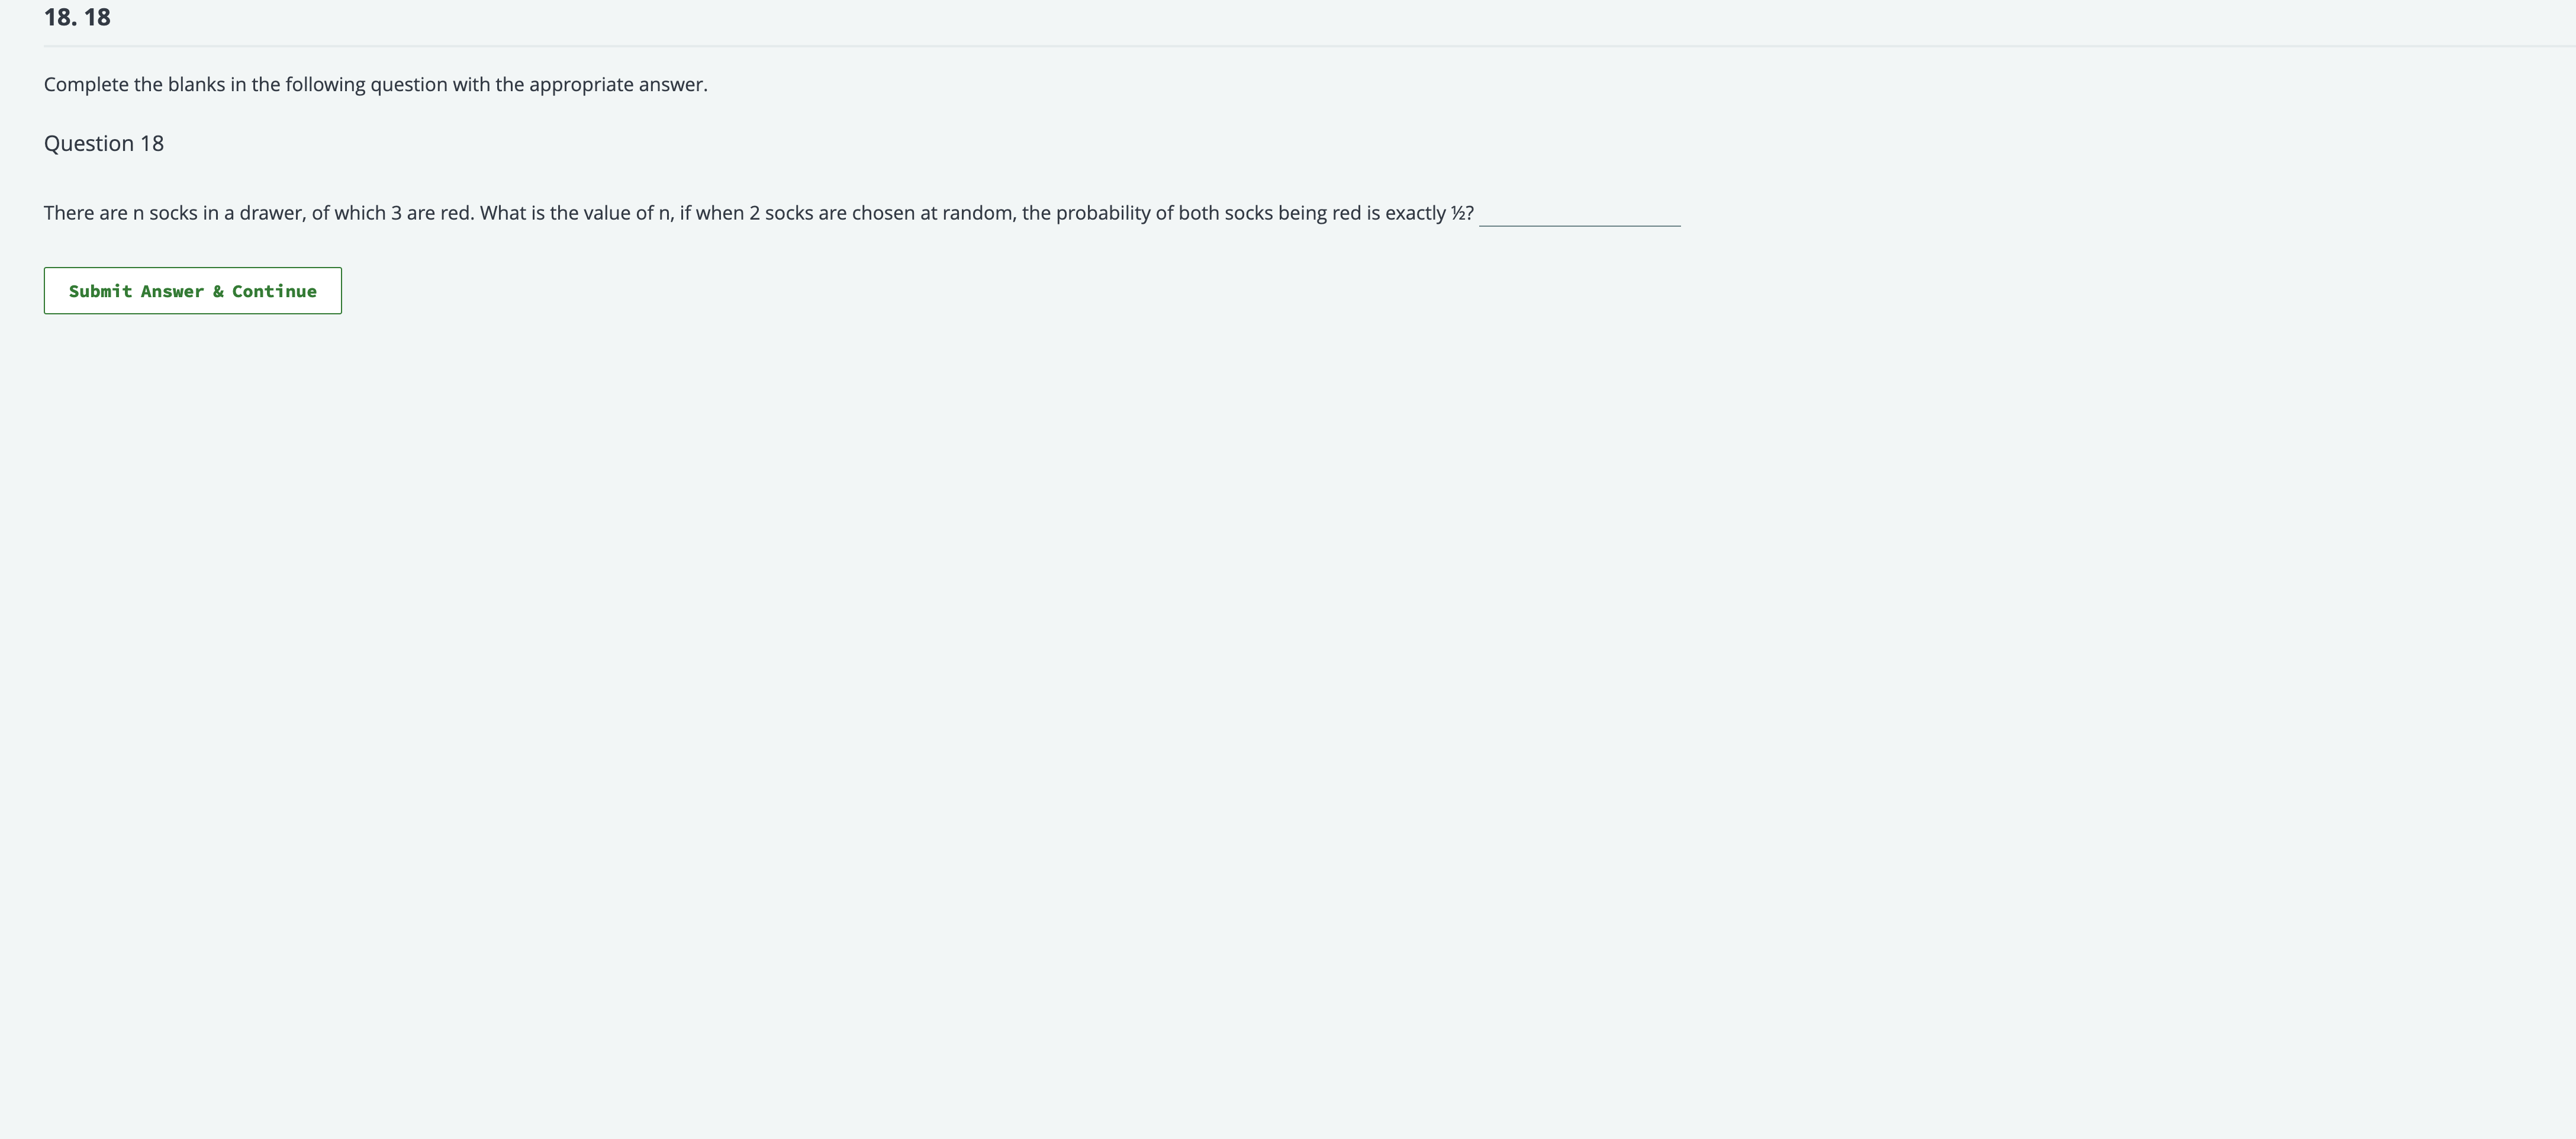 18. 18
Complete the blanks in the following question with the appropriate answer.
Question 18
There are n socks in a drawer, of which 3 are red. What is the value of n, if when 2 socks are chosen at random, the probability of both socks being red is exactly ½?
Submit Answer & Continue